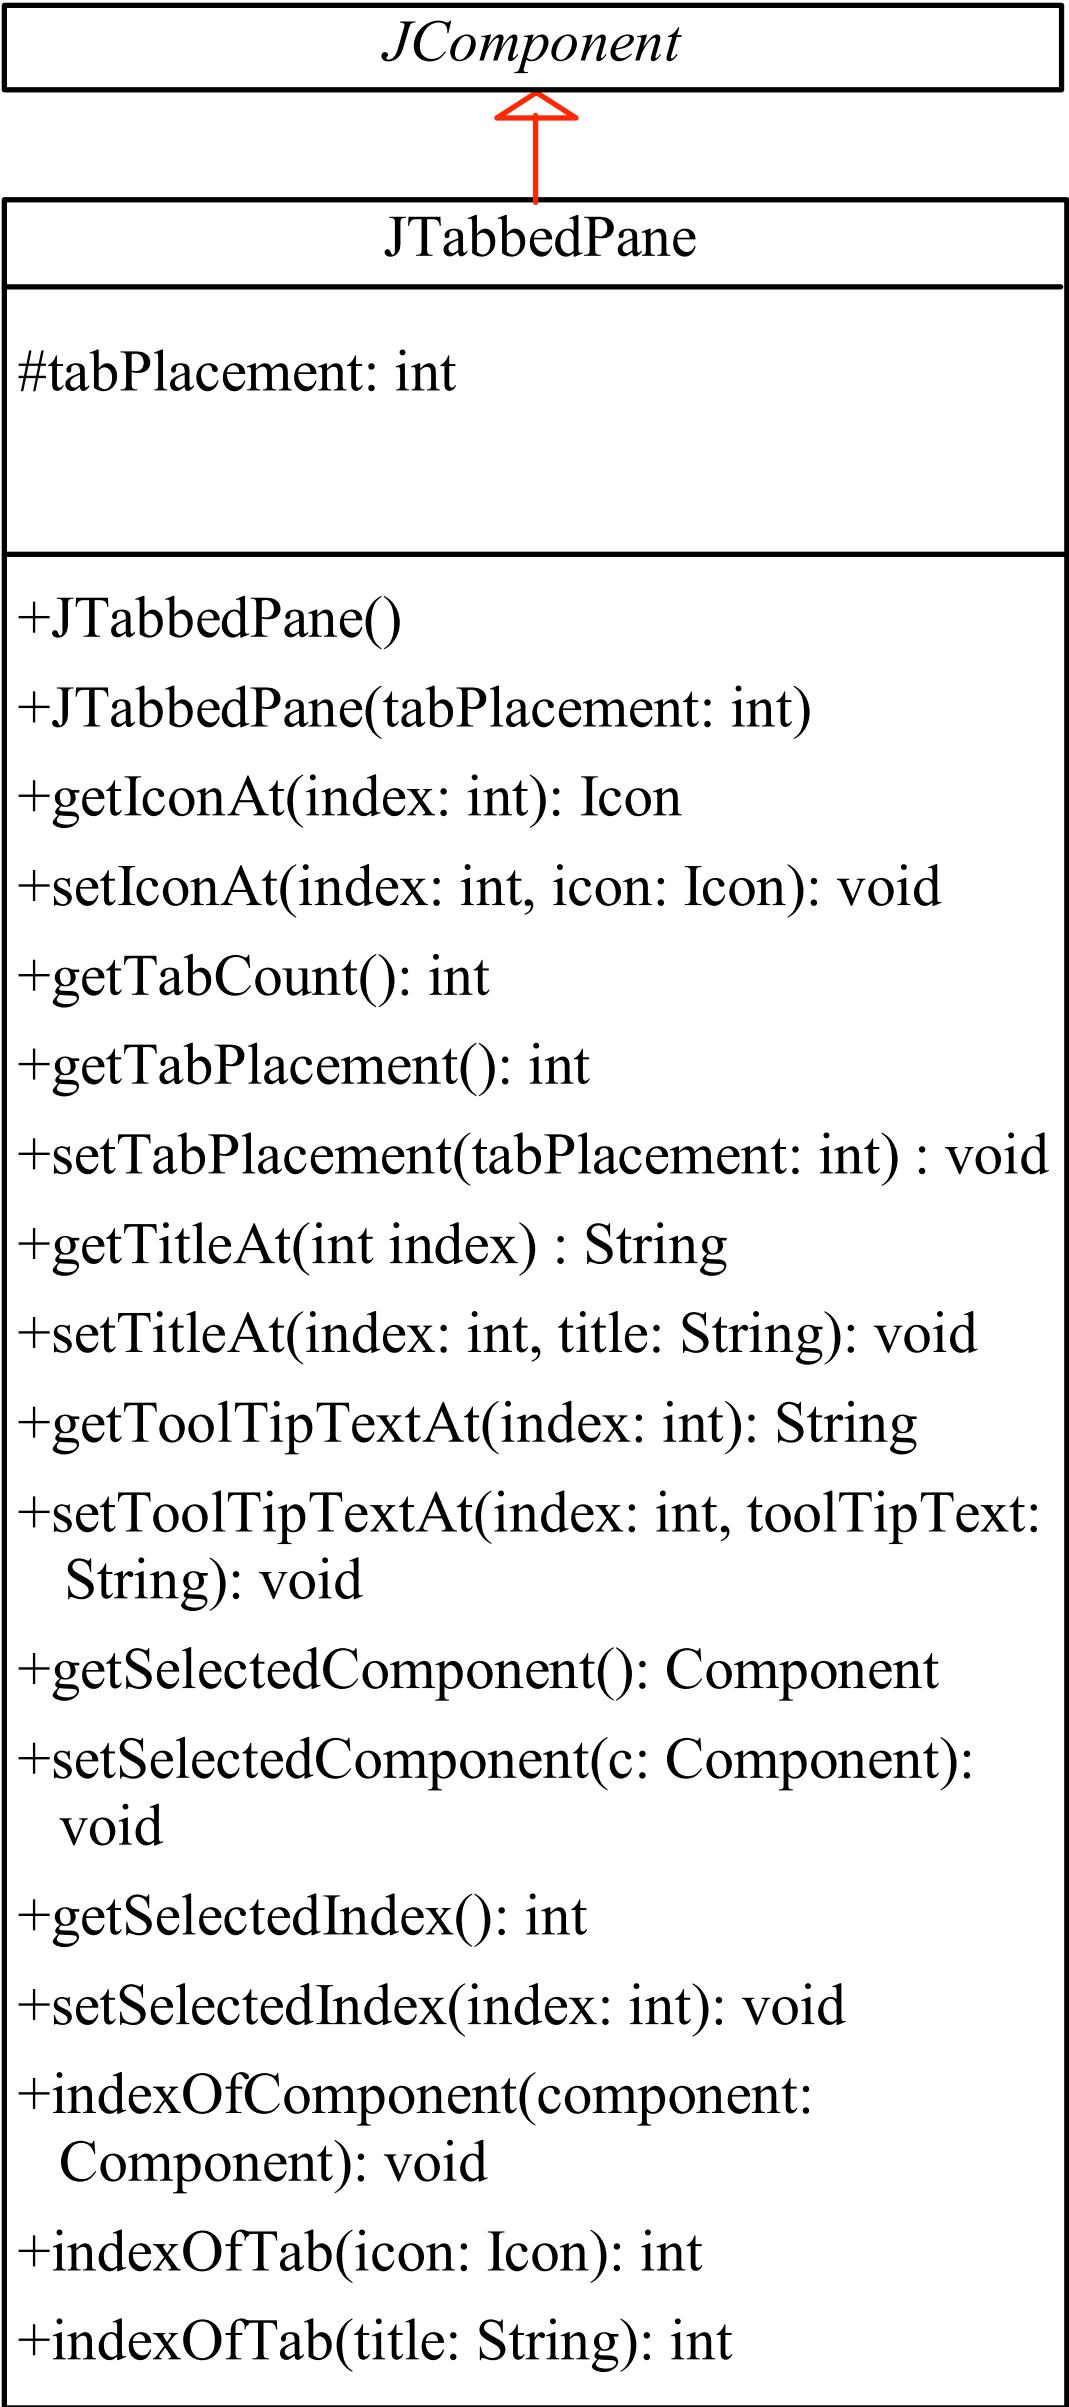 JComponent
JTabbedPane
#tabPlacement: int
+JTabbedPane()
+JTabbedPane(tabPlacement: int)
+getIconAt(index: int): Icon
+setIconAt(index: int, icon: Icon): void
+getTabCount(): int
+getTabPlacement(): int
+setTabPlacement(tabPlacement: int) : void
+getTitleAt(int index) : String
+setTitleAt(index: int, title: String): void
+getToolTipTextAt(index: int): String
+setToolTipTextAt(index: int, toolTipText:
String): void
+getSelectedComponent(): Component
+setSelectedComponent(c: Component):
void
+getSelectedIndex(): int
+setSelectedIndex(index: int): void
+indexOfComponent(component:
Component): void
+indexOfTab(icon: Icon): int
+indexOfTab(title: String): int